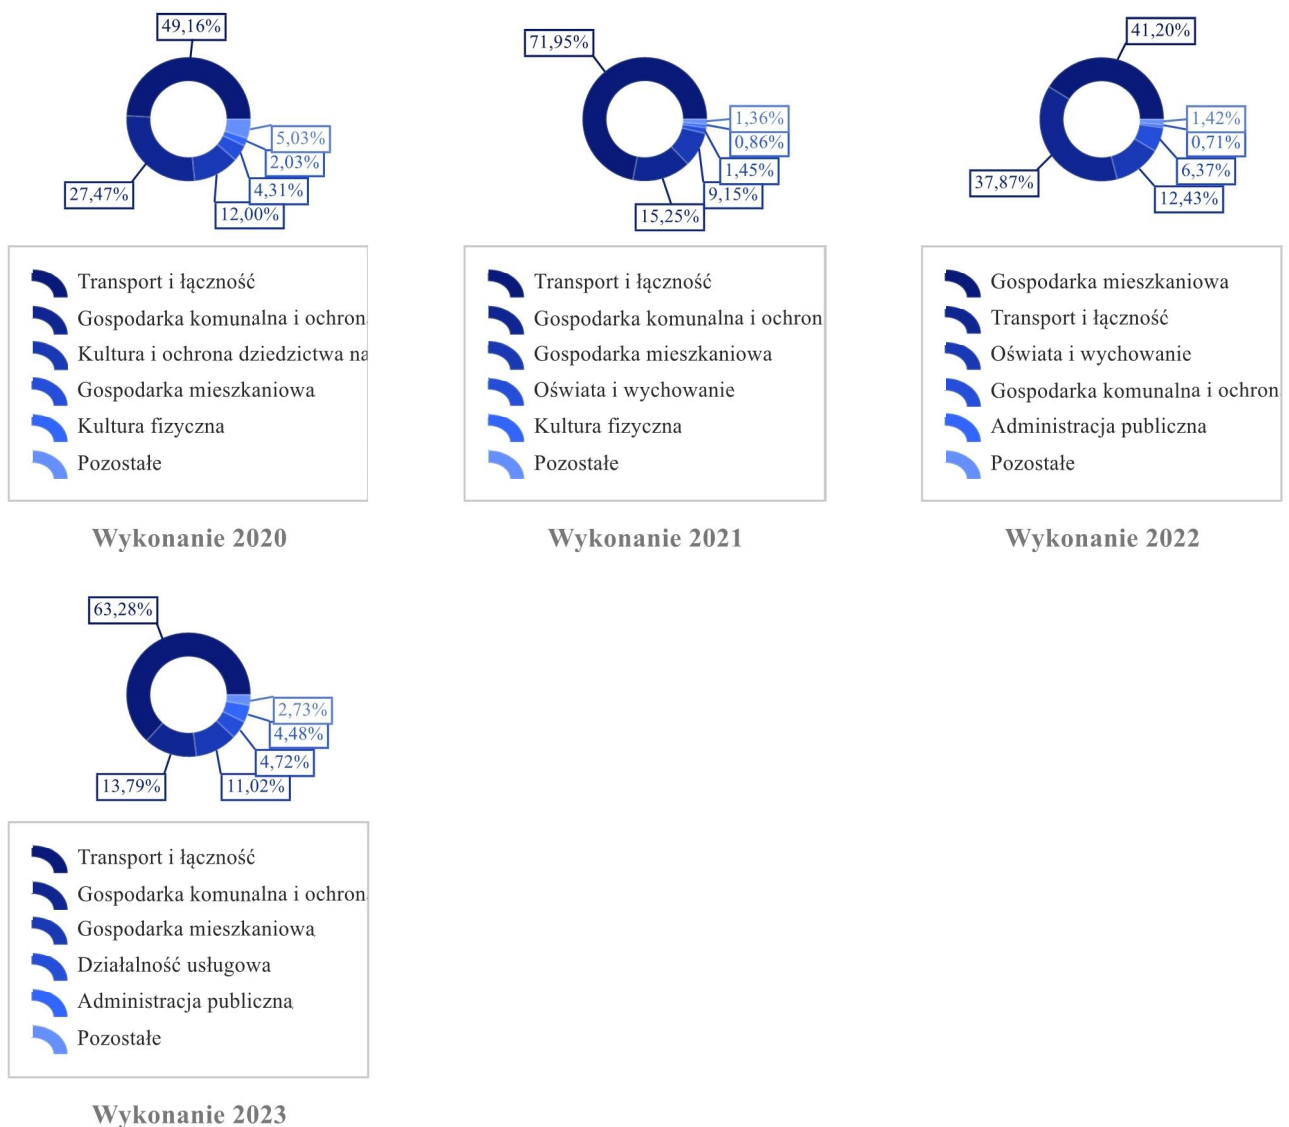 49,16%
27,47%
5,03%
2,03%
4,31%
12,00%
Transport i łączność
Gospodarka komunalna i ochron
Kultura i ochrona dziedzictwa na
Gospodarka mieszkaniowa
Kultura fizyczna
Pozostałe
Wykonanie 2020
71,95%
1,36%
0,86%
1,45%
9,15%
15,25%
Transport i łączność
Gospodarka komunalna i ochron
Gospodarka mieszkaniowa
Oświata i wychowanie
Kultura fizyczna
Pozostałe
Wykonanie 2021
41,20%
1,42%
0,71%
6,37%
12,43%
37,87%
Gospodarka mieszkaniowa
Transport i łączność
Oświata i wychowanie
Gospodarka komunalna i ochron
Administracja publiczna
Pozostałe
Wykonanie 2022
63,28%
2,73%
4,48%
4,72%
11,02%
13,79%
Transport i łączność
Gospodarka komunalna i ochron
Gospodarka mieszkaniowa
Działalność usługowa
Administracja publiczna
Pozostałe
Wykonanie 2023